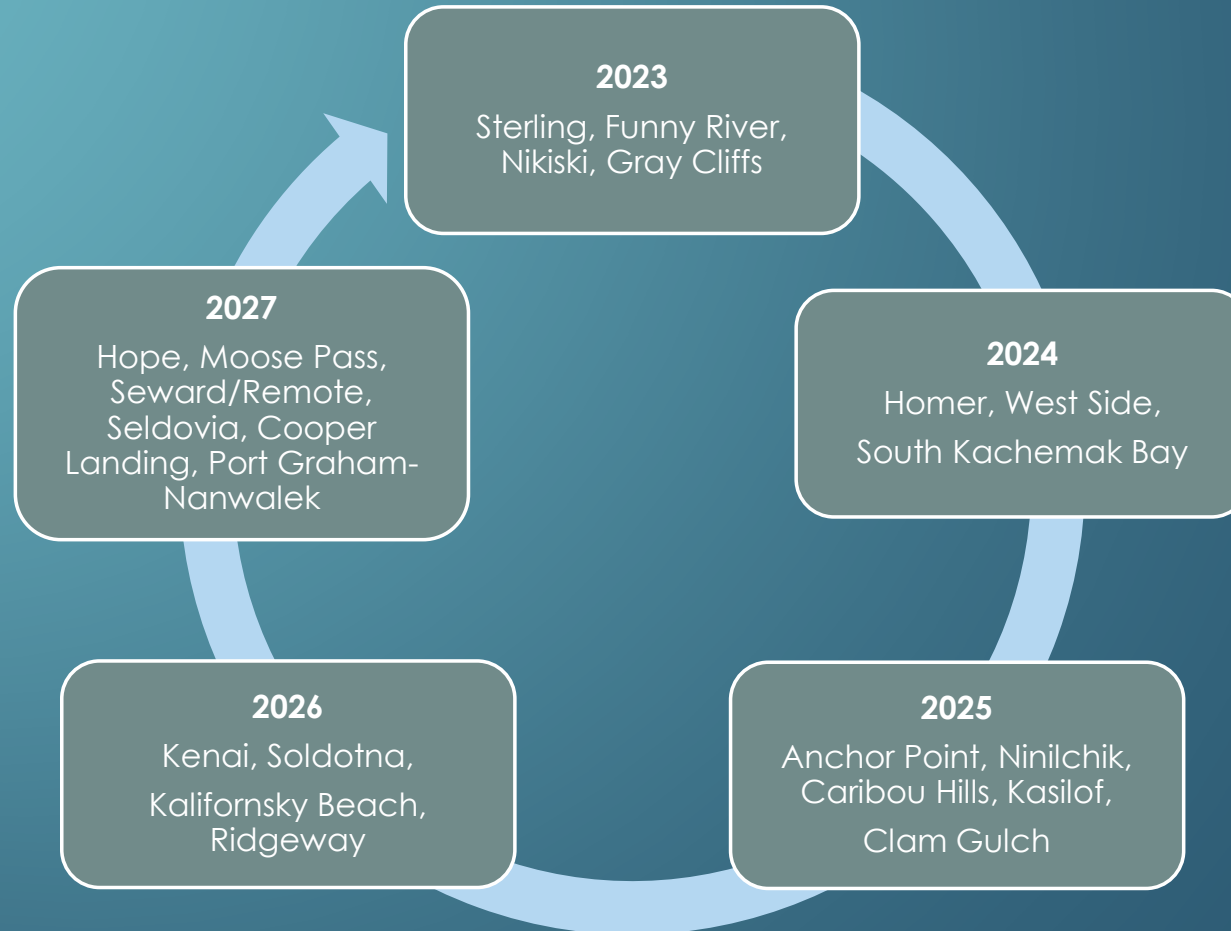 2023
Sterling, Funny River,
Nikiski, Gray Cliffs
2024
Homer, West Side,
South Kachemak Bay
2025
Anchor Point, Ninilchik,
Caribou Hills, Kasilof,
Clam Gulch
2026
Kenai, Soldotna,
Kalifornsky Beach,
Ridgeway
2027
Hope, Moose Pass,
Seward/Remote,
Seldovia, Cooper
Landing, Port Graham-
Nanwalek